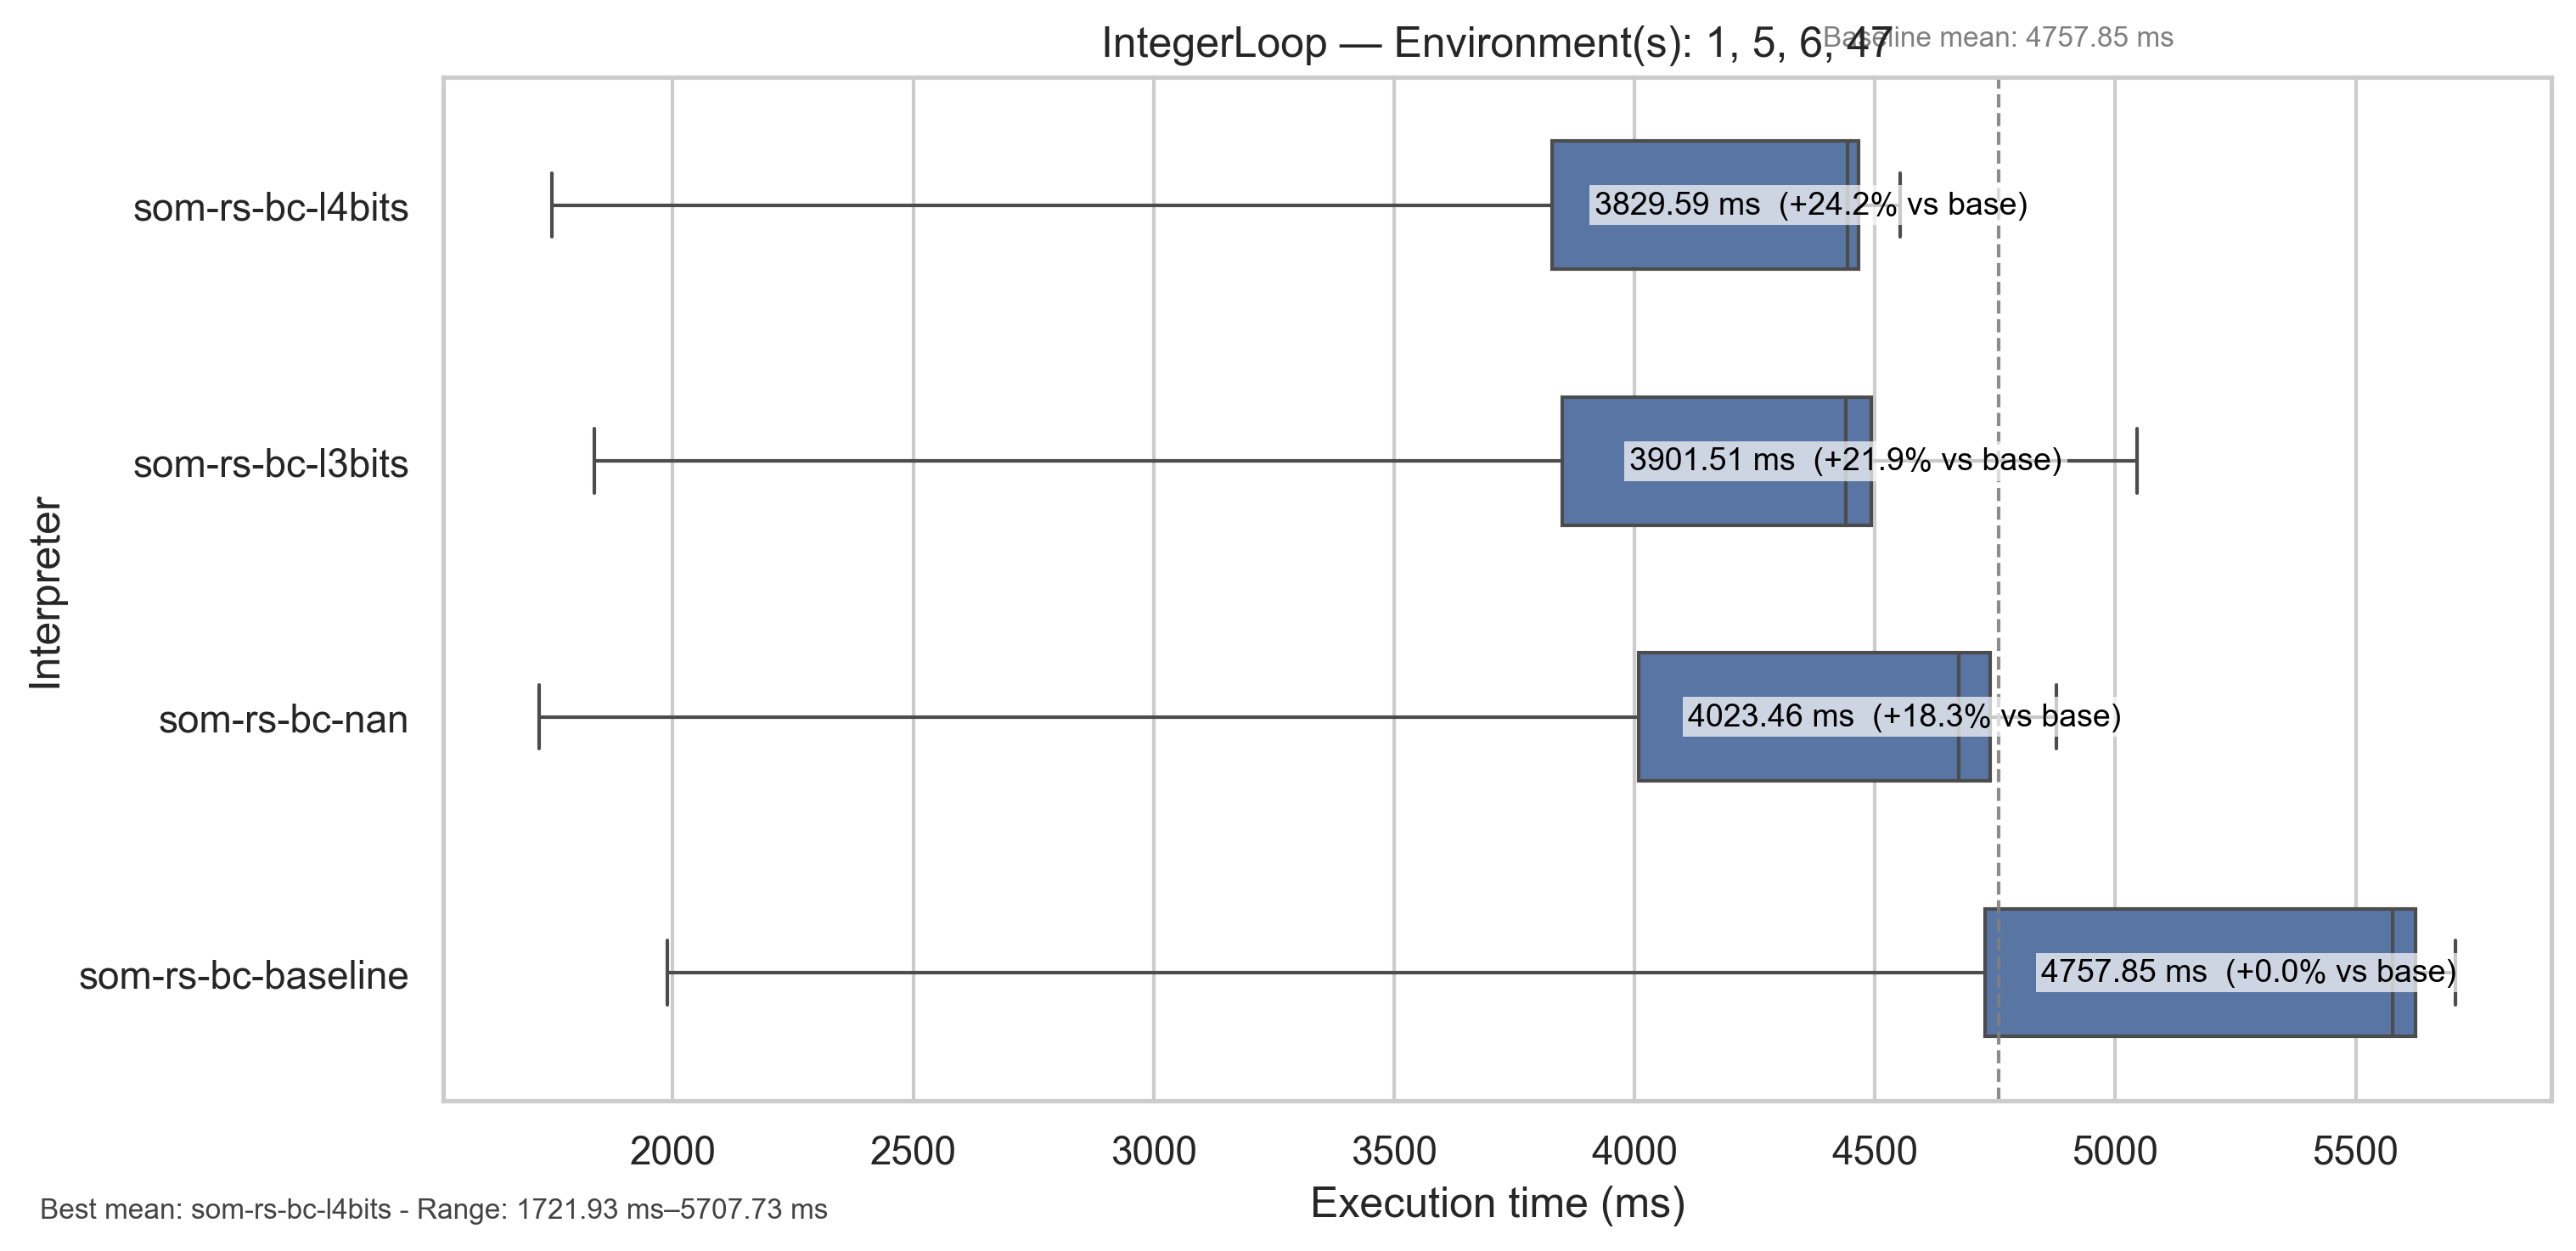 IntegerLoop — Environment(s): 1, 5, 6, 47
Baseline mean: 4757.85 ms
Interpreter
som-rs-bc-l4bits
3829.59 ms (+24.2% vs base)
som-rs-bc-l3bits
3901.51 ms (+21.9% vs base)
som-rs-bc-nan
4023.46 ms (+18.3% vs base)
som-rs-bc-baseline
4757.85 ms (+0.0% vs base)
2000 2500 3000 3500 4000 4500 5000 5500
Execution time (ms)
Best mean: som-rs-bc-l4bits - Range: 1721.93 ms–5707.73 ms